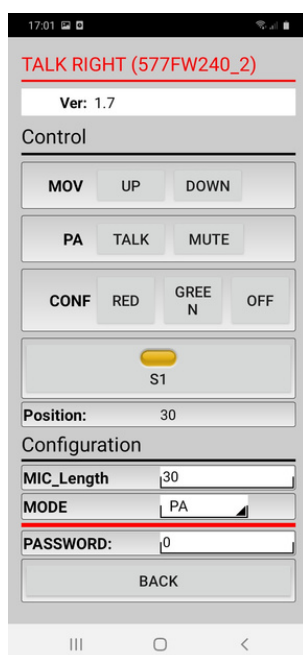 17:01
TALK RIGHT (577FW240_2)
Ver: 1.7
Control
MOV UP DOWN
PA TALK MUTE
CONF RED GREE OFF
N
S1
Position: 30
Configuration
MIC_Length 30
MODE PA
PASSWORD: 0
BACK